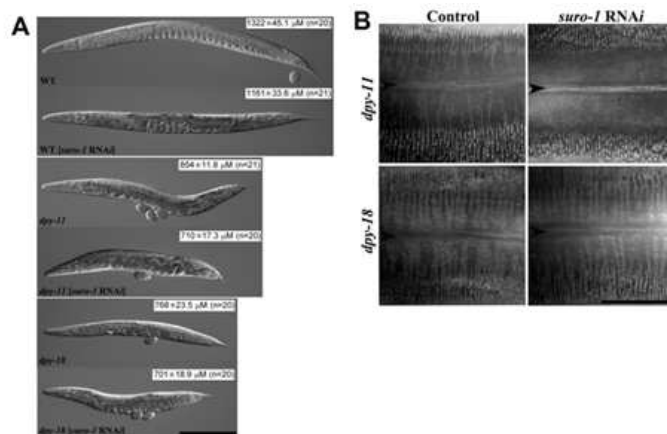 A
1322±45.1 μM (n=20)
WT
1161±33.6 μM (n=21)
WT [suro-1 RNAi]
854±11.8 μM (n=21)
dpy-11
710±17.3 μM (n=20)
dpy-11 [suro-1 RNAi]
768±23.5 μM (n=20)
dpy-18
701±18.9 μM (n=20)
dpy-18 [suro-1 RNAi]
B
Control
suro-1 RNAi
dpy-11
dpy-18